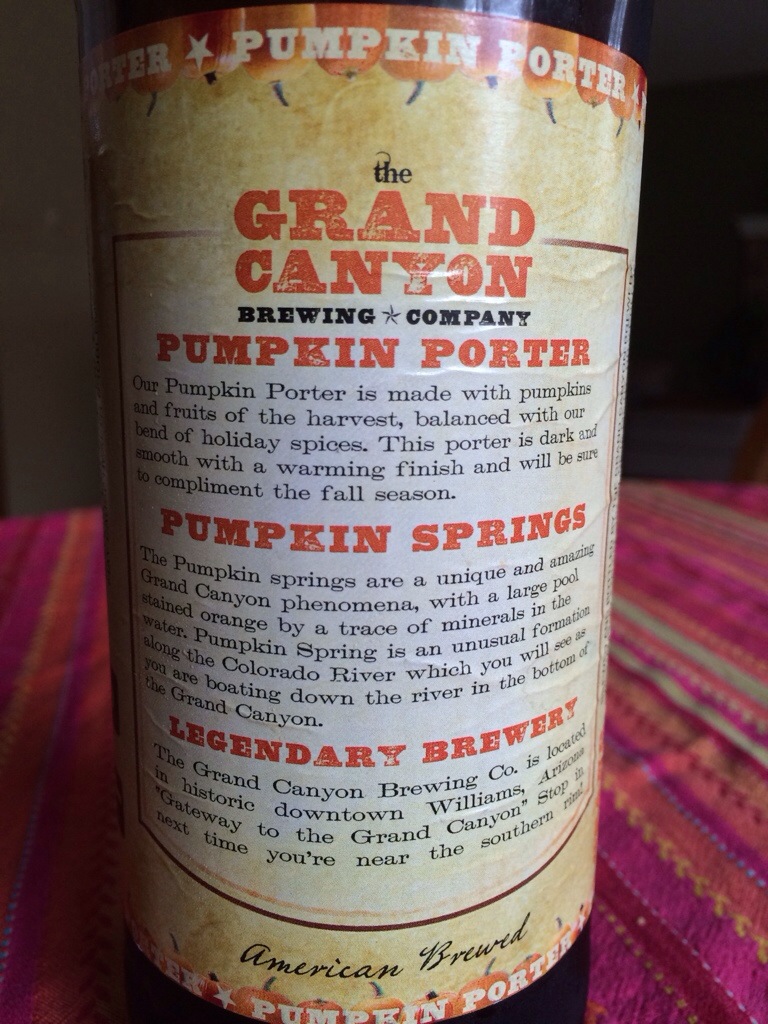 PORTER ★ PUMPKIN PORTER
the
GRAND
CANYON
BREWING ★ COMPANY
PUMPKIN PORTER
Our Pumpkin Porter is made with pumpkins
and fruits of the harvest, balanced with our
bend of holiday spices. This porter is dark and
smooth with a warming finish and will be sure
to compliment the fall season.
PUMPKIN SPRINGS
The Pumpkin springs are a unique and amazing
Grand Canyon phenomena, with a large pool
stained orange by a trace of minerals in the
water. Pumpkin Spring is an unusual formation
along the Colorado River which you will see as
you are boating down the river in the bottom of
the Grand Canyon.
LEGENDARY BREWERY
The Grand Canyon Brewing Co. is located
in historic downtown Williams, Arizona
"Gateway to the Grand Canyon" Stop in
next time you're near the southern rim!
American Brewed
★ PUMPKIN PORTER